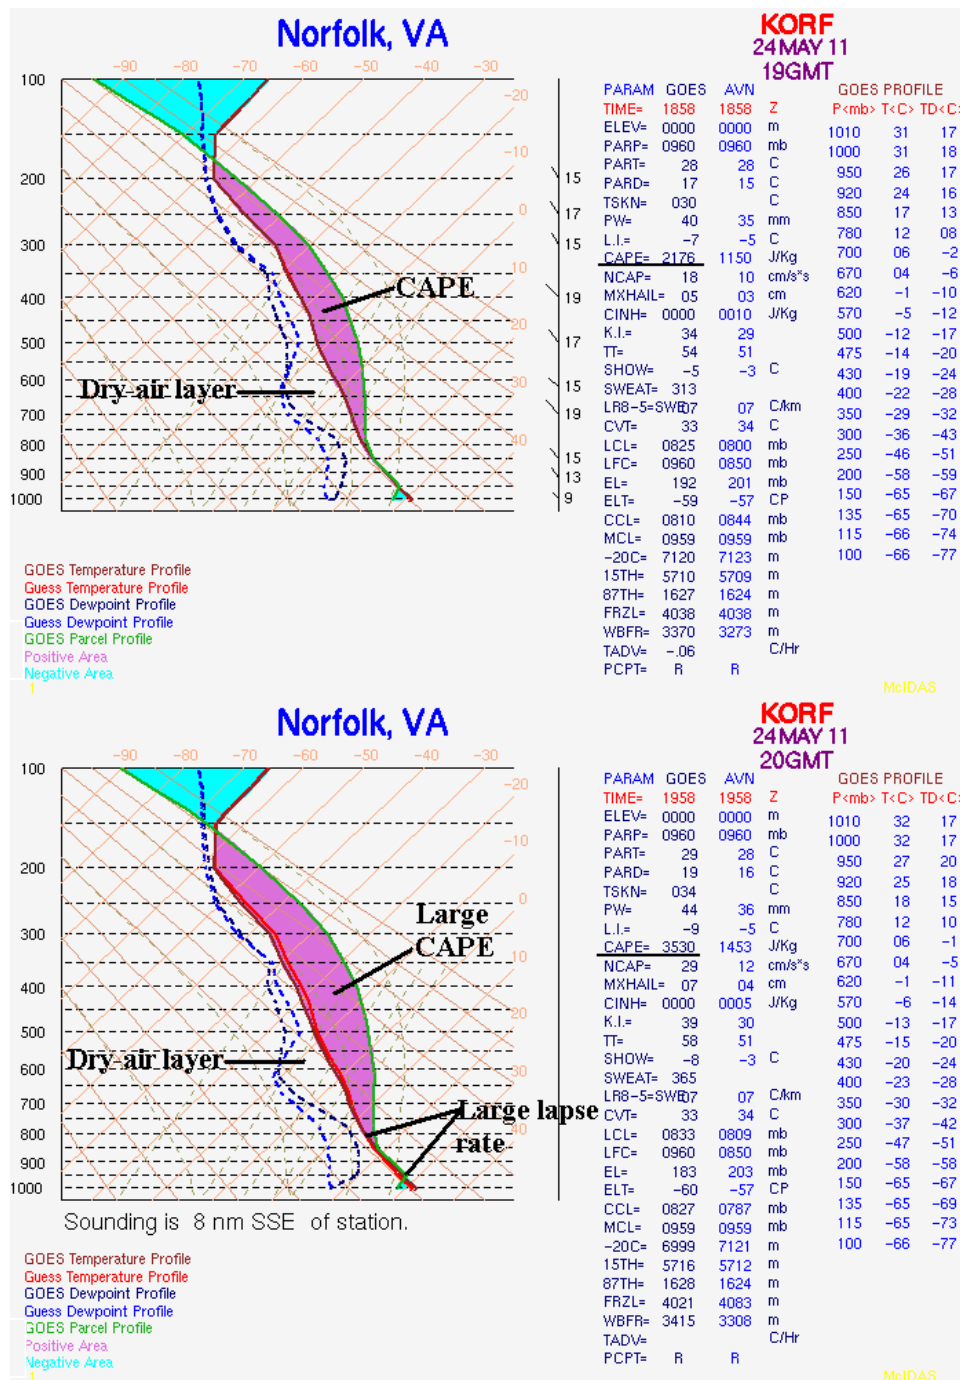 Norfolk, VA
KORF
24 MAY 11
19GMT
-90 -80 -70 -60 -50 -40 -30
-20
-10
0
10
20
30
40
100
200
300
400
500
600
700
800
900
1000
CAPE
Dry-air layer
15
17
15
19
17
15
19
15
13
9
PARAM GOES AVN
TIME= 1858 1858 Z
ELEV= 0000 0000 m
PARP= 0960 0960 mb
PART= 28 28 C
PARD= 17 15 C
TSKN= 030 C
PW= 40 35 mm
L.I.= -7 -5 C
CAPE= 2176 1150 J/Kg
NCAP= 18 10 cm/s*s
MXHAIL= 05 03 cm
CINH= 0000 0010 J/Kg
K.I.= 34 29
TT= 54 51
SHOW= -5 -3 C
SWEAT= 313
LR8-5=SWE07 07 C/km
CVT= 33 34 C
LCL= 0825 0800 mb
LFC= 0960 0850 mb
EL= 192 201 mb
ELT= -59 -57 CP
CCL= 0810 0844 mb
MCL= 0959 0959 mb
-20C= 7120 7123 m
15TH= 5710 5709 m
87TH= 1627 1624 m
FRZL= 4038 4038 m
WBFR= 3370 3273 m
TADV= -.06 C/Hr
PCPT= R R
GOES PROFILE
P<mb> T<C> TD<C>
1010 31 17
1000 31 18
950 26 17
920 24 16
850 17 13
780 12 08
700 06 -2
670 04 -6
620 -1 -10
570 -5 -12
500 -12 -17
475 -14 -20
430 -19 -24
400 -22 -28
350 -29 -32
300 -36 -43
250 -46 -51
200 -58 -59
150 -65 -67
135 -65 -70
115 -66 -74
100 -66 -77
GOES Temperature Profile
Guess Temperature Profile
GOES Dewpoint Profile
Guess Dewpoint Profile
GOES Parcel Profile
Positive Area
Negative Area
1
McIDAS
Norfolk, VA
KORF
24 MAY 11
20GMT
-90 -80 -70 -60 -50 -40 -30
-20
-10
0
10
20
30
40
100
200
300
400
500
600
700
800
900
1000
Large
CAPE
Dry-air layer
Large lapse
rate
PARAM GOES AVN
TIME= 1958 1958 Z
ELEV= 0000 0000 m
PARP= 0960 0960 mb
PART= 29 28 C
PARD= 19 16 C
TSKN= 034 C
PW= 44 36 mm
L.I.= -9 -5 C
CAPE= 3530 1453 J/Kg
NCAP= 29 12 cm/s*s
MXHAIL= 07 04 cm
CINH= 0000 0005 J/Kg
K.I.= 39 30
TT= 58 51
SHOW= -8 -3 C
SWEAT= 365
LR8-5=SWE07 07 C/km
CVT= 33 34 C
LCL= 0833 0809 mb
LFC= 0960 0850 mb
EL= 183 203 mb
ELT= -60 -57 CP
CCL= 0827 0787 mb
MCL= 0959 0959 mb
-20C= 6999 7121 m
15TH= 5716 5712 m
87TH= 1628 1624 m
FRZL= 4021 4083 m
WBFR= 3415 3308 m
TADV= C/Hr
PCPT= R R
GOES PROFILE
P<mb> T<C> TD<C>
1010 32 17
1000 32 17
950 27 20
920 25 18
850 18 15
780 12 10
700 06 -1
670 04 -5
620 -1 -11
570 -6 -14
500 -13 -17
475 -15 -20
430 -20 -24
400 -23 -28
350 -30 -32
300 -37 -42
250 -47 -51
200 -58 -58
150 -65 -67
135 -65 -69
115 -65 -73
100 -66 -77
Sounding is 8 nm SSE of station.
GOES Temperature Profile
Guess Temperature Profile
GOES Dewpoint Profile
Guess Dewpoint Profile
GOES Parcel Profile
Positive Area
Negative Area
1
McIDAS